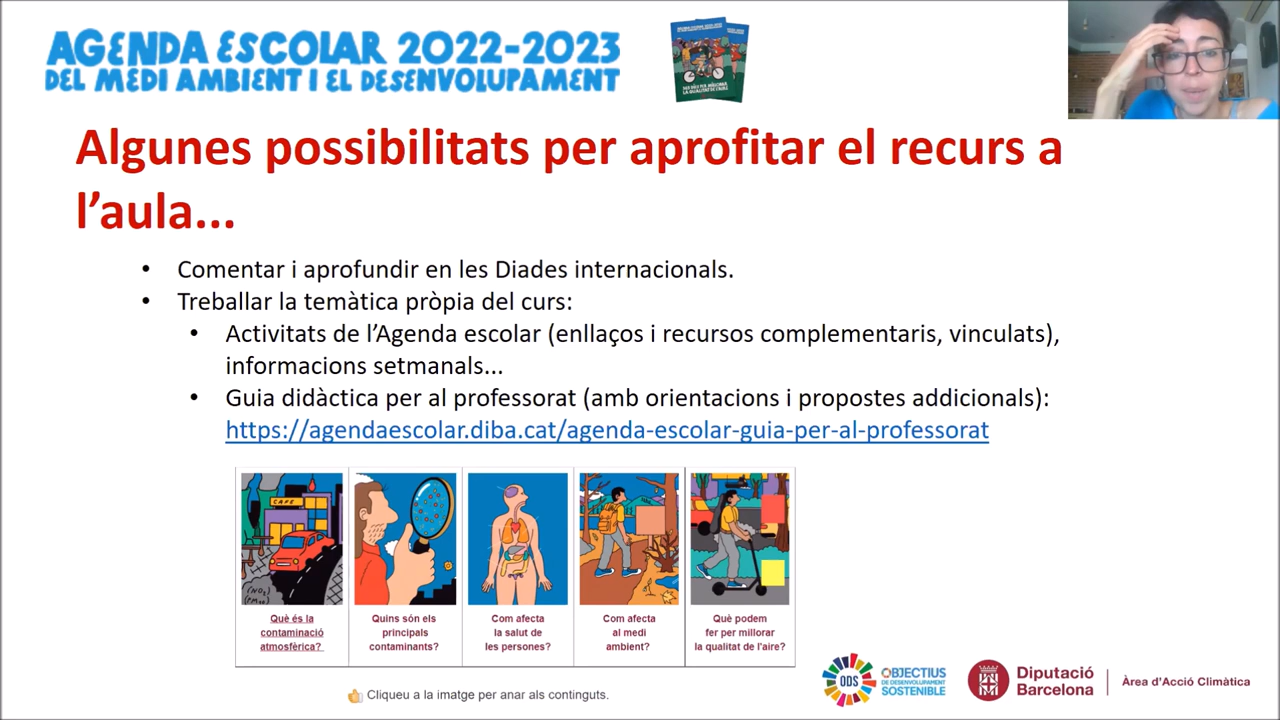 AGENDA ESCOLAR 2022-2023
DEL MEDI AMBIENT I EL DESENVOLUPAMENT
Algunes possibilitats per aprofitar el recurs a
l’aula...
• Comentar i aprofundir en les Diades internacionals.
• Treballar la temàtica pròpia del curs:
• Activitats de l’Agenda escolar (enllaços i recursos complementaris, vinculats),
informacions setmanals...
• Guia didàctica per al professorat (amb orientacions i propostes addicionals):
https://agendaescolar.diba.cat/agenda-escolar-guia-per-al-professorat
CAFE
(NO₂)
Què és la
contaminació
atmosfèrica?
Quins són els
principals
contaminants?
Com afecta
la salut de
les persones?
Com afecta
al medi
ambient?
Què podem
fer per millorar
la qualitat de l'aire?
Cliqueu a la imatge per anar als continguts.
ODS
OBJECTIUS
DE DESENVOLUPAMENT
SOSTENIBLE
Diputació
Barcelona
Àrea d'Acció Climàtica